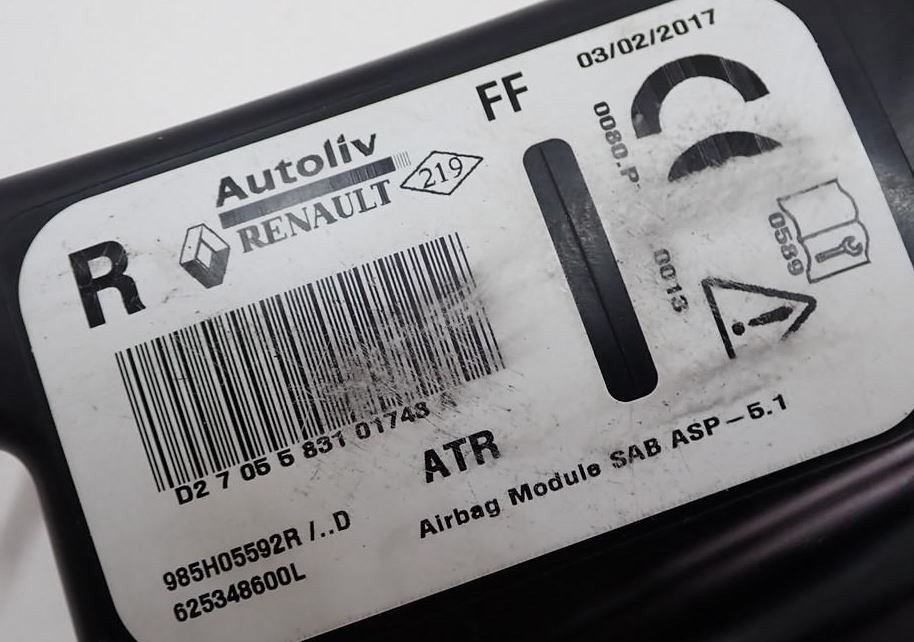 03/02/2017
FF
Autoliv
RENAULT
219
R
0080.P
0589
0013
D2 7 05 5 831 01743
ATR
Airbag Module SAB ASP-5.1
985H05592R /..D
625348600L